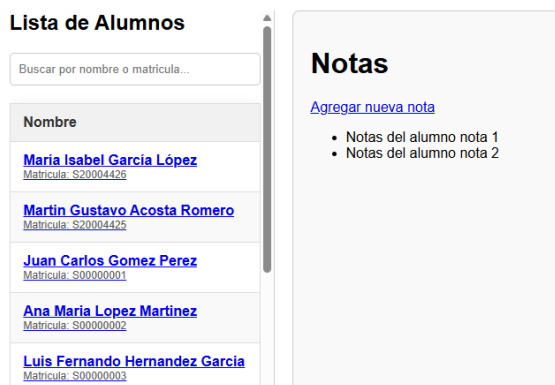 Lista de Alumnos
Buscar por nombre o matricula...
Nombre
María Isabel García López
Matricula: S20004426
Martin Gustavo Acosta Romero
Matricula: S20004425
Juan Carlos Gomez Perez
Matricula: S00000001
Ana Maria Lopez Martinez
Matricula: S00000002
Luis Fernando Hernandez Garcia
Matricula: S00000003
Notas
Agregar nueva nota
Notas del alumno nota 1
Notas del alumno nota 2